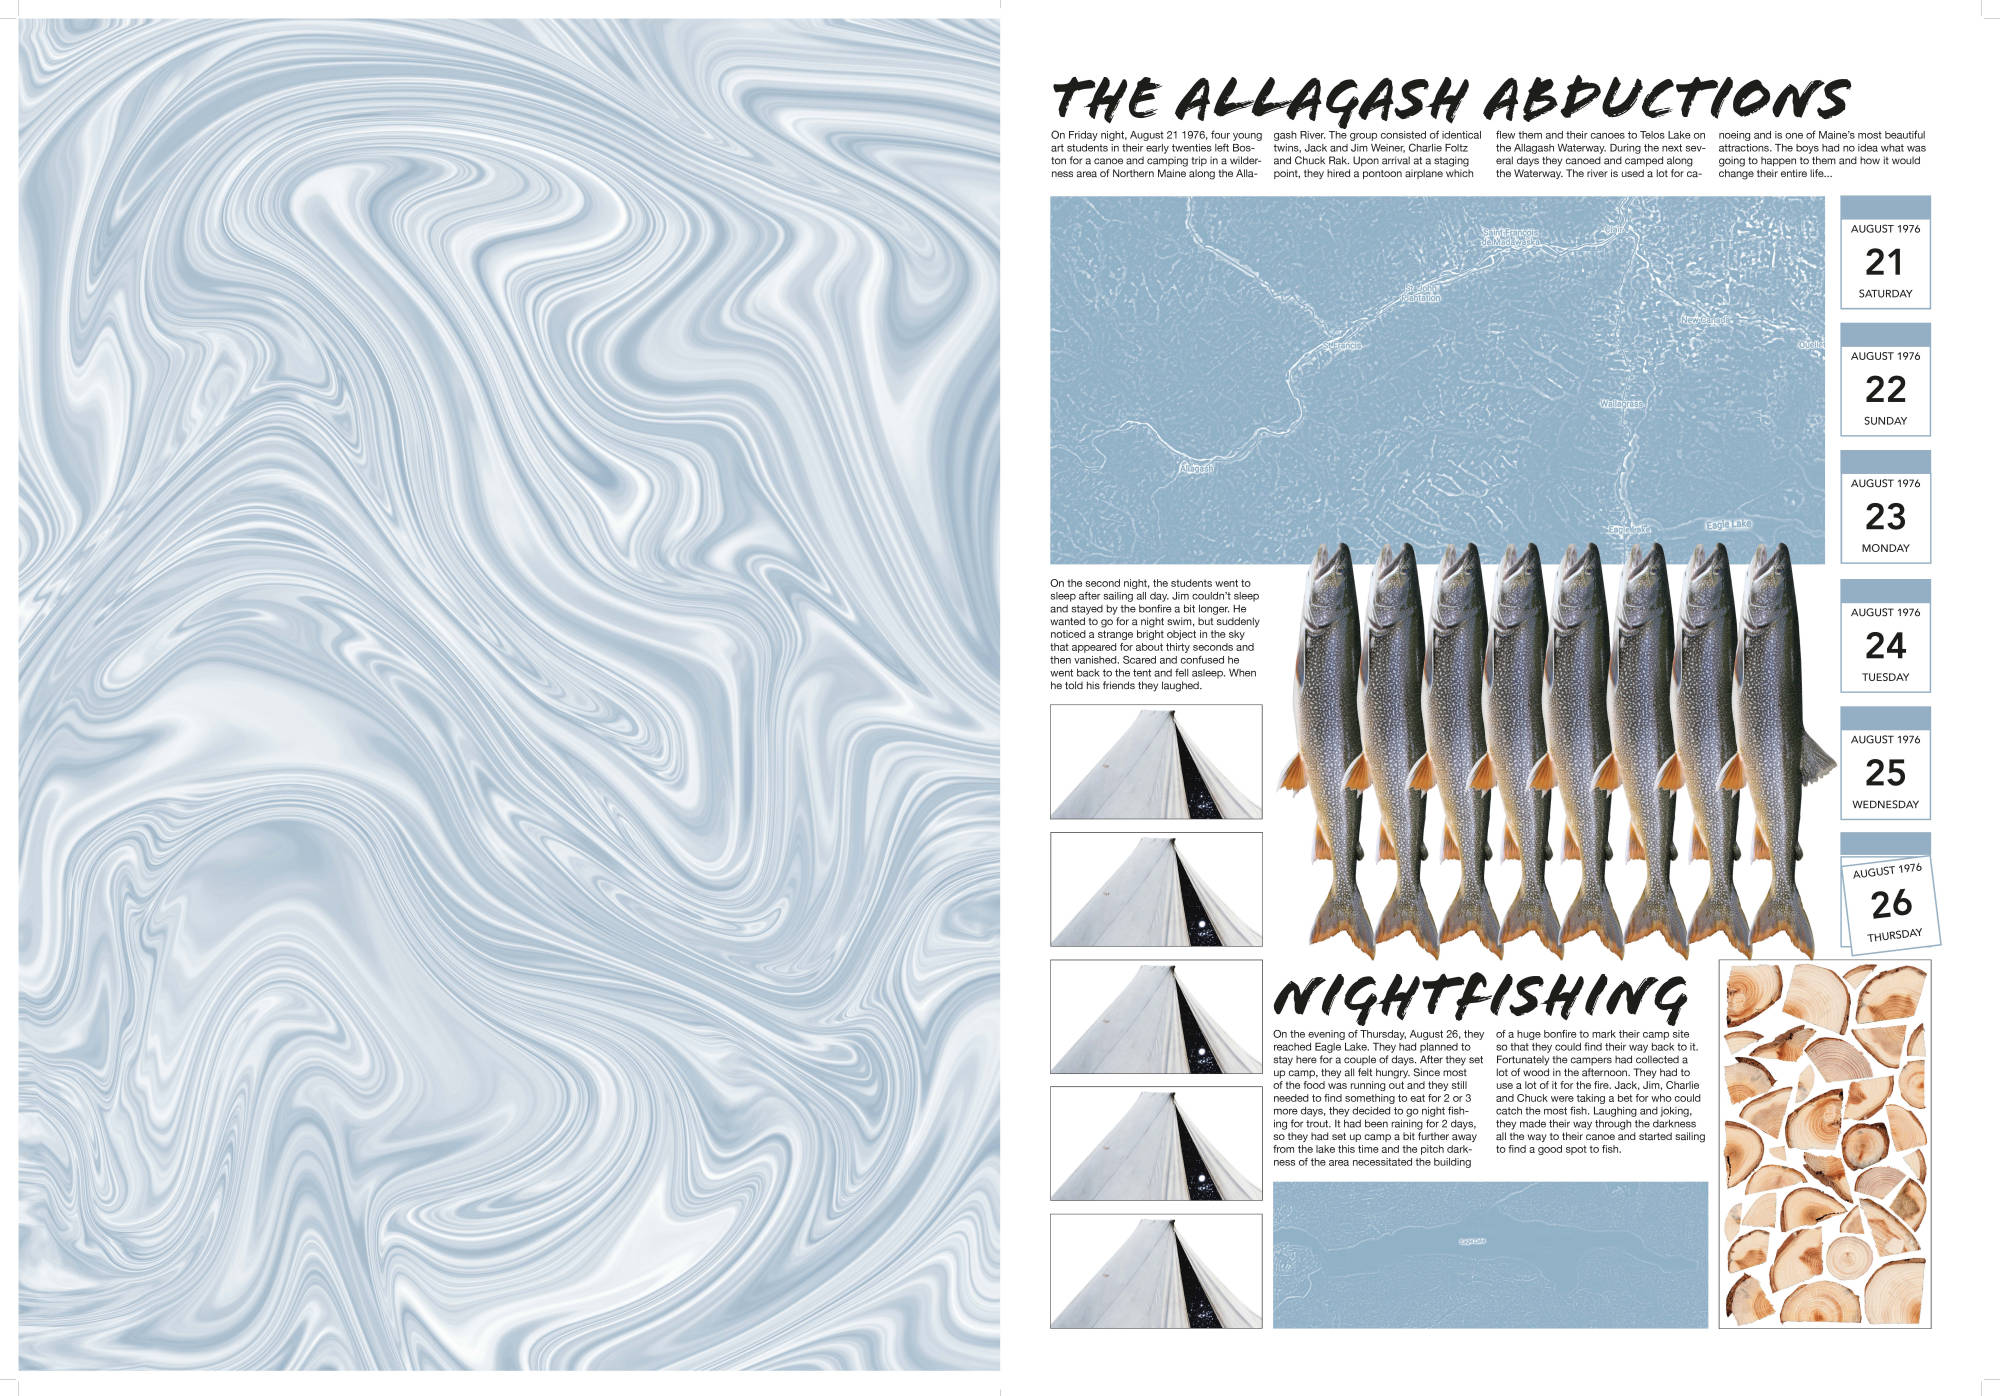 THE ALLAGASH ABDUCTIONS
On Friday night, August 21 1976, four young
art students in their early twenties left Bos-
ton for a canoe and camping trip in a wilder-
ness area of Northern Maine along the Alla-
gash River. The group consisted of identical
twins, Jack and Jim Weiner, Charlie Foltz
and Chuck Rak. Upon arrival at a staging
point, they hired a pontoon airplane which
flew them and their canoes to Telos Lake on
the Allagash Waterway. During the next sev-
eral days they canoed and camped along
the Waterway. The river is used a lot for ca-
noeing and is one of Maine's most beautiful
attractions. The boys had no idea what was
going to happen to them and how it would
change their entire life...
Saint-François
de Madawaska
Clair
St. John
Plantation
St Francis
New Canada
Ouelle
Wallagrass
Allagash
Eagle Lake
Eagle Lake
AUGUST 1976
21
SATURDAY
AUGUST 1976
22
SUNDAY
AUGUST 1976
23
MONDAY
AUGUST 1976
24
TUESDAY
AUGUST 1976
25
WEDNESDAY
AUGUST 1976
26
THURSDAY
On the second night, the students went to
sleep after sailing all day. Jim couldn't sleep
and stayed by the bonfire a bit longer. He
wanted to go for a night swim, but suddenly
noticed a strange bright object in the sky
that appeared for about thirty seconds and
then vanished. Scared and confused he
went back to the tent and fell asleep. When
he told his friends they laughed.
NIGHTFISHING
On the evening of Thursday, August 26, they
reached Eagle Lake. They had planned to
stay here for a couple of days. After they set
up camp, they all felt hungry. Since most
of the food was running out and they still
needed to find something to eat for 2 or 3
more days, they decided to go night fish-
ing for trout. It had been raining for 2 days,
so they had set up camp a bit further away
from the lake this time and the pitch dark-
ness of the area necessitated the building
of a huge bonfire to mark their camp site
so that they could find their way back to it.
Fortunately the campers had collected a
lot of wood in the afternoon. They had to
use a lot of it for the fire. Jack, Jim, Charlie
and Chuck were taking a bet for who could
catch the most fish. Laughing and joking,
they made their way through the darkness
all the way to their canoe and started sailing
to find a good spot to fish.
Eagle Lake